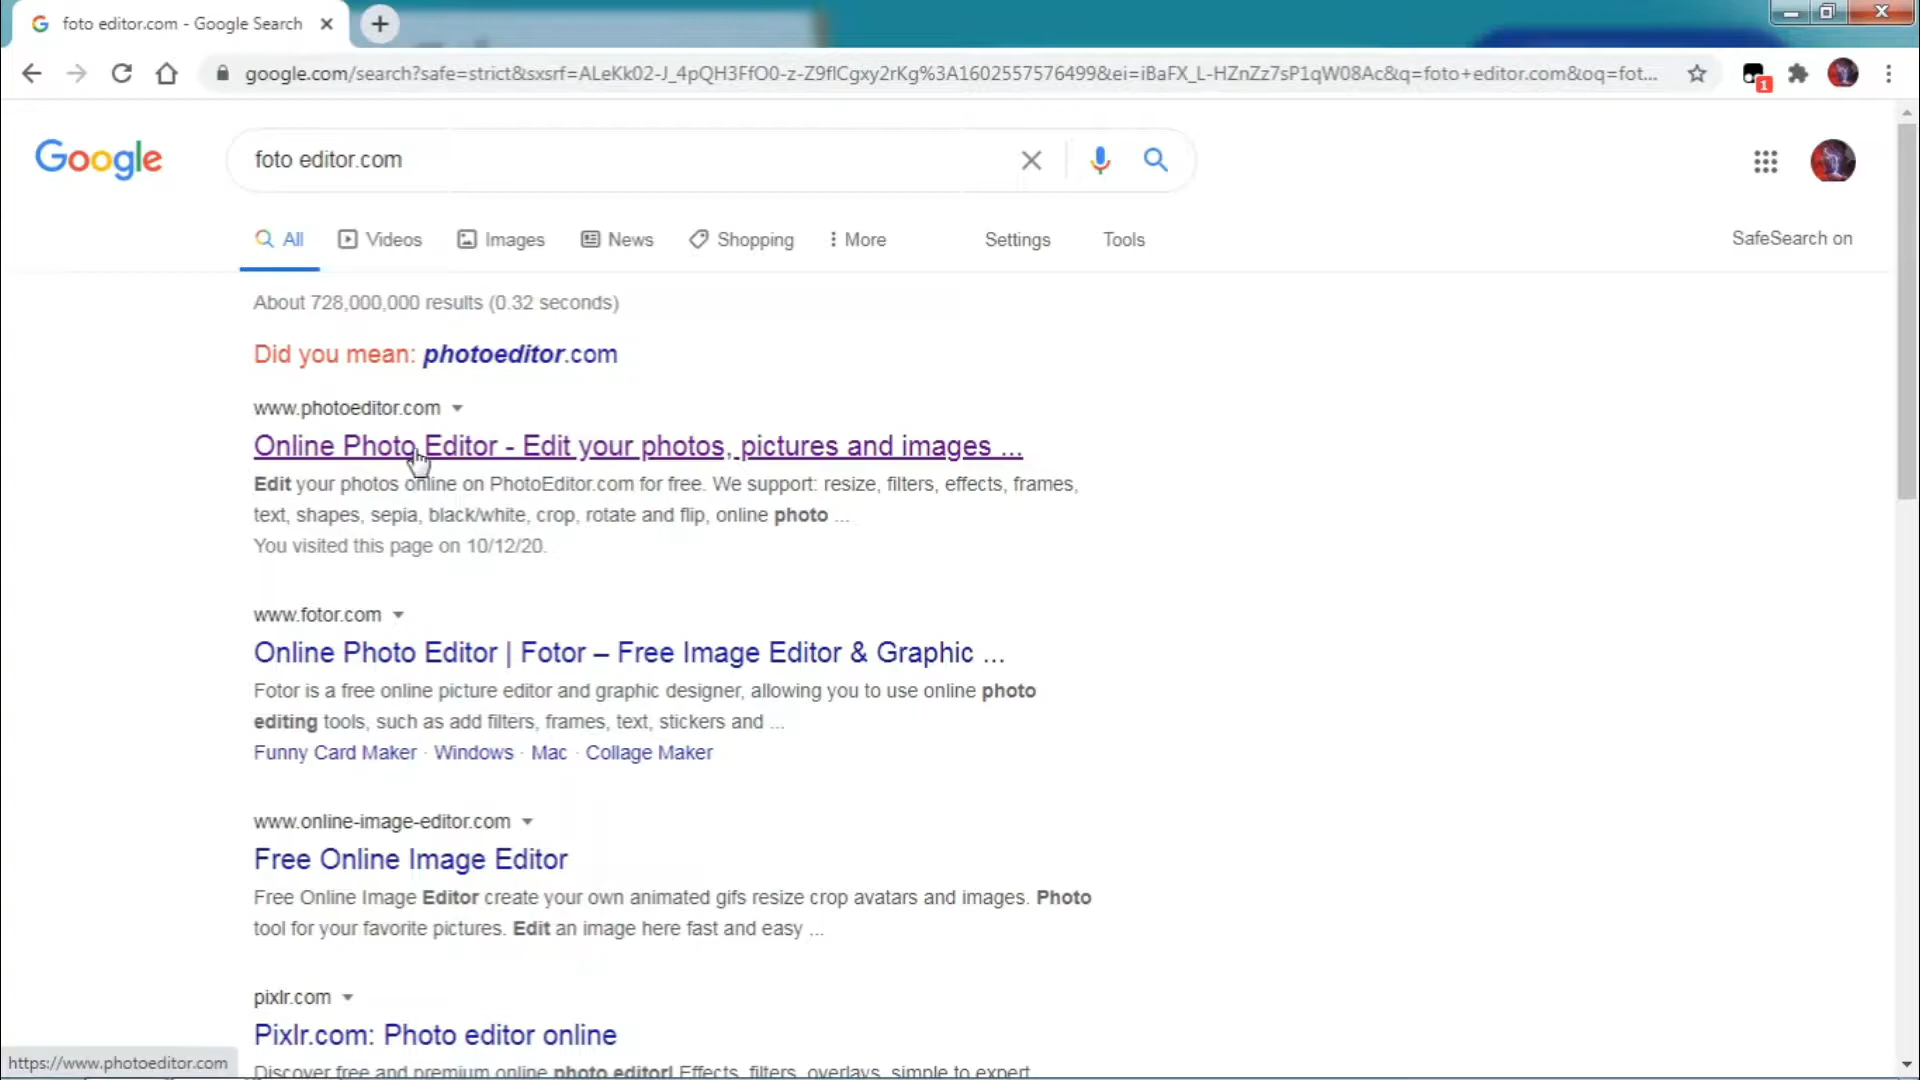 foto editor.com - Google Search
google.com/search?safe=strict&sxsrf=ALeKk02-J_4pQH3FfO0-z-Z9flCgxy2rKg%3A1602557576499&ei=iBaFX_L-HZnZz7sP1qW08Ac&q=foto+editor.com&oq=fot...
1
Google
foto editor.com
All Videos Images News Shopping More Settings Tools SafeSearch on
About 728,000,000 results (0.32 seconds)
Did you mean: photoeditor.com
www.photoeditor.com
Online Photo Editor - Edit your photos, pictures and images ...
Edit your photos online on PhotoEditor.com for free. We support: resize, filters, effects, frames,
text, shapes, sepia, black/white, crop, rotate and flip, online photo ...
You visited this page on 10/12/20.
www.fotor.com
Online Photo Editor | Fotor – Free Image Editor & Graphic ...
Fotor is a free online picture editor and graphic designer, allowing you to use online photo
editing tools, such as add filters, frames, text, stickers and ...
Funny Card Maker · Windows · Mac · Collage Maker
www.online-image-editor.com
Free Online Image Editor
Free Online Image Editor create your own animated gifs resize crop avatars and images. Photo
tool for your favorite pictures. Edit an image here fast and easy ...
pixlr.com
Pixlr.com: Photo editor online
Discover free and premium online photo editor! Effects, filters, overlays, simple to expert
https://www.photoeditor.com